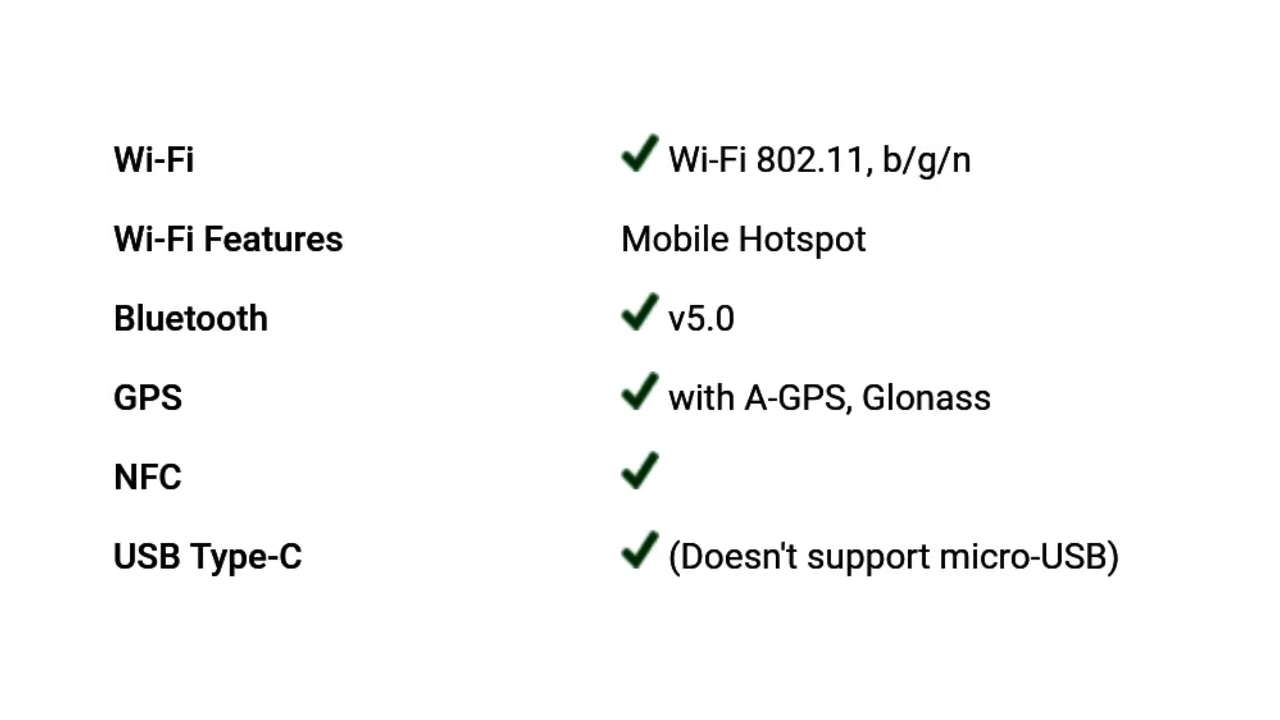 Wi-Fi ✔ Wi-Fi 802.11, b/g/n
Wi-Fi Features Mobile Hotspot
Bluetooth ✔ v5.0
GPS ✔ with A-GPS, Glonass
NFC ✔
USB Type-C ✔ (Doesn't support micro-USB)